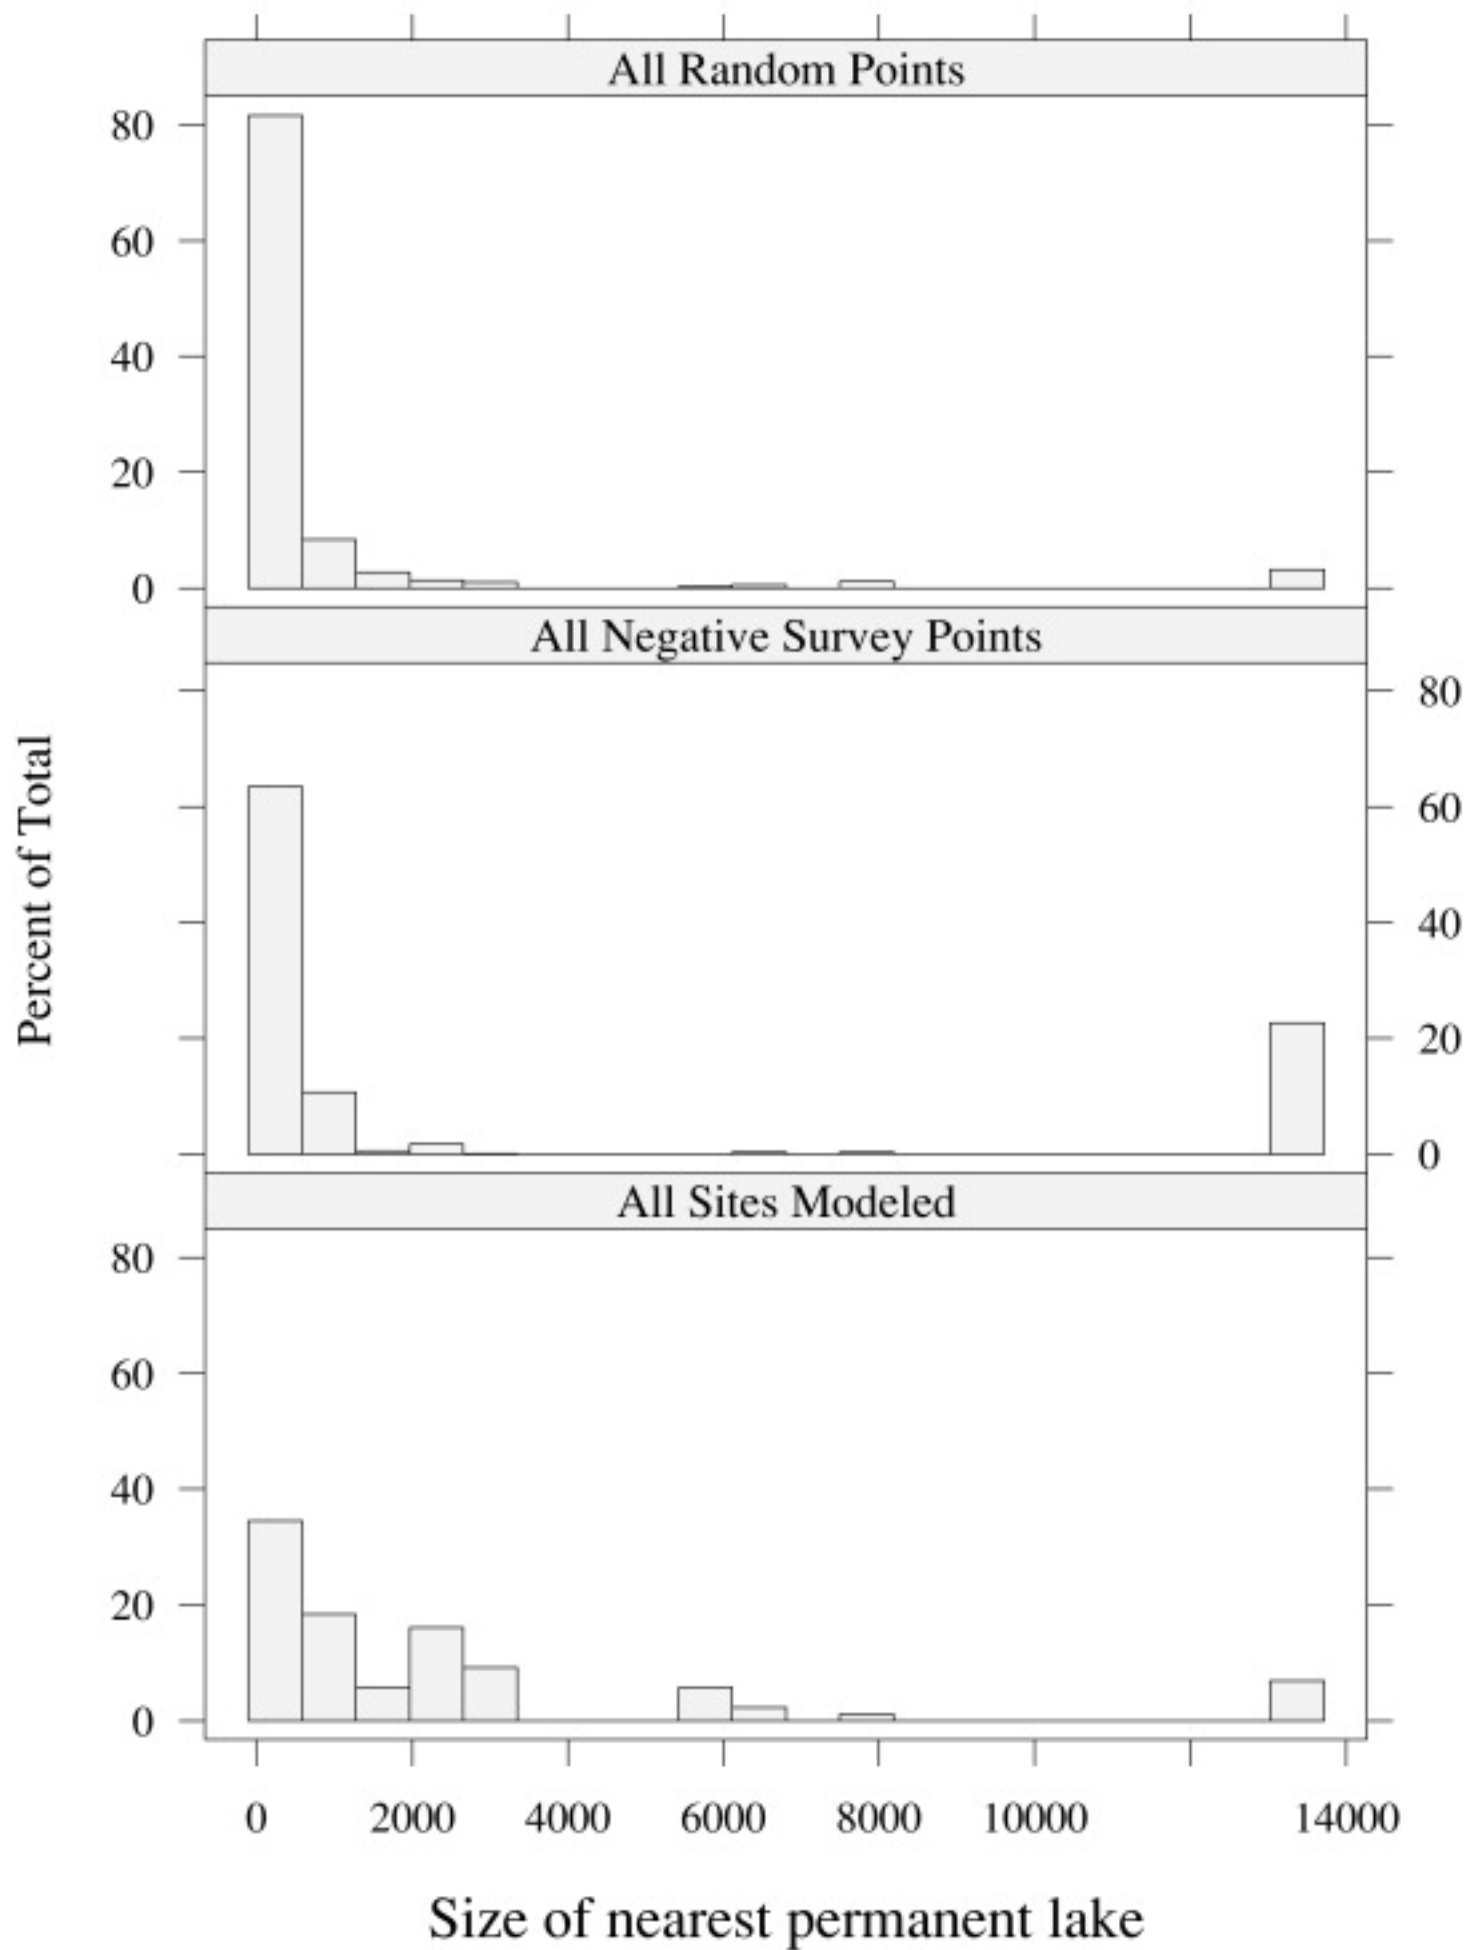 All Random Points
80
60
40
20
0
All Negative Survey Points
80
60
40
20
0
Percent of Total
All Sites Modeled
80
60
40
20
0
0 2000 4000 6000 8000 10000 14000
Size of nearest permanent lake